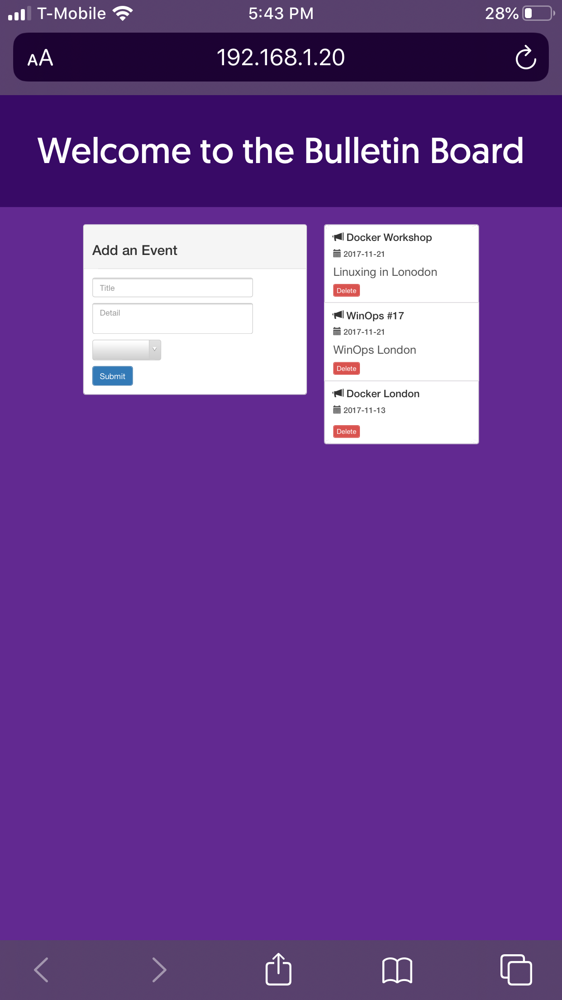 T-Mobile 5:43 PM 28%
AA 192.168.1.20
Welcome to the Bulletin Board
Add an Event
Title
Detail
Submit
Docker Workshop
2017-11-21
Linuxing in Lonodon
Delete
WinOps #17
2017-11-21
WinOps London
Delete
Docker London
2017-11-13
Delete